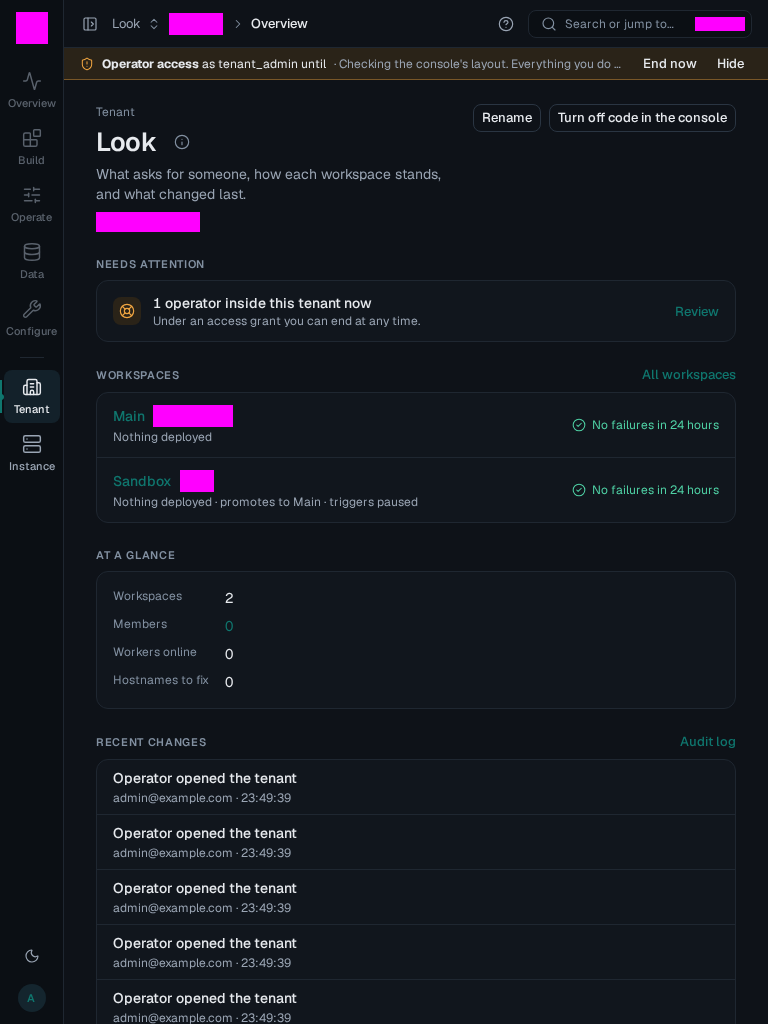 Look
Overview
Search or jump to…
Operator access as tenant_admin until · Checking the console's layout. Everything you do …
End now
Hide
Overview
Build
Operate
Data
Configure
Tenant
Instance
A
Tenant
Look
Rename
Turn off code in the console
What asks for someone, how each workspace stands,
and what changed last.
NEEDS ATTENTION
1 operator inside this tenant now
Under an access grant you can end at any time.
Review
WORKSPACES
All workspaces
Main
Nothing deployed
No failures in 24 hours
Sandbox
Nothing deployed · promotes to Main · triggers paused
No failures in 24 hours
AT A GLANCE
Workspaces 2
Members 0
Workers online 0
Hostnames to fix 0
RECENT CHANGES
Audit log
Operator opened the tenant
admin@example.com · 23:49:39
Operator opened the tenant
admin@example.com · 23:49:39
Operator opened the tenant
admin@example.com · 23:49:39
Operator opened the tenant
admin@example.com · 23:49:39
Operator opened the tenant
admin@example.com · 23:49:39